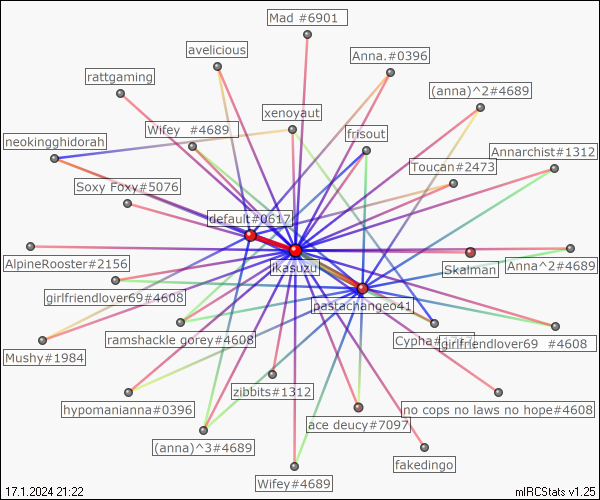 Mad #6901
avelicious
Anna.#0396
rattgaming
(anna)^2#4689
xenoyaut
Wifey #4689
frisout
neokingghidorah
Annarchist#1312
Toucan#2473
Soxy Foxy#5076
default#0617
ikasuzu
Skalman
Anna^2#4689
AlpineRooster#2156
girlfriendlover69#4608
pastachangeo41
ramshackle gorey#4608
girlfriendlover69 #4608
Mushy#1984
zibbits#1312
hypomanianna#0396
no cops no laws no hope#4608
ace deucy#7097
(anna)^3#4689
fakedingo
Wifey#4689
17.1.2024 21:22
mIRCStats v1.25